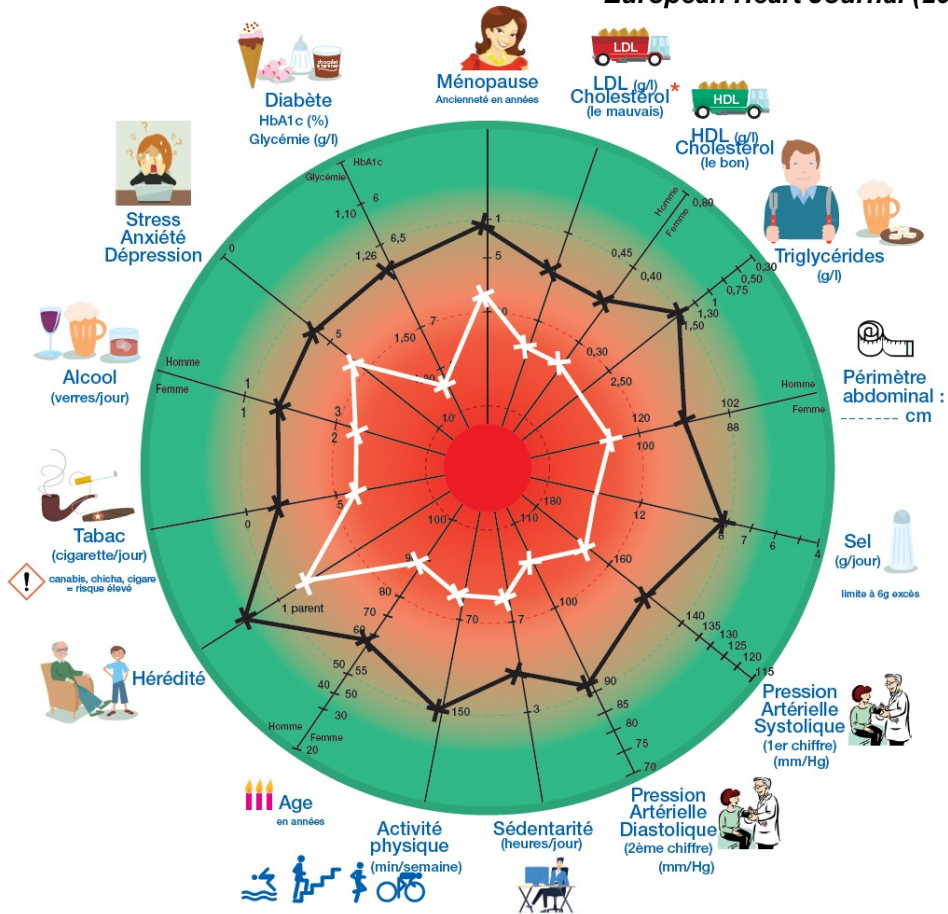 European Heart Journal (20
LDL
HDL
chocolat
Ménopause
Ancienneté en années
LDL (g/l)
Cholestérol *
(le mauvais)
HDL (g/l)
Cholestérol
(le bon)
Triglycérides
(g/l)
Périmètre
abdominal :
------ cm
Sel
(g/jour)
limite à 6g excès
Pression
Artérielle
Systolique
(1er chiffre)
(mm/Hg)
Pression
Artérielle
Diastolique
(2ème chiffre)
(mm/Hg)
Sédentarité
(heures/jour)
Activité
physique
(min/semaine)
Age
en années
Hérédité
Tabac
(cigarette/jour)
!
canabis, chicha, cigare
= risque élevé
Alcool
(verres/jour)
Stress
Anxiété
Dépression
Diabète
HbA1c (%)
Glycémie (g/l)
HbA1c
Glycémie
6
1,10
6,5
1,26
7
1,50
10
1
5
Homme
Femme
0,80
0,45
0,40
0,30
0,30
0,50
0,75
1
1,30
1,50
2,50
Homme
Femme
102
88
120
100
4
6
7
8
12
115
120
125
130
135
140
160
180
70
75
80
85
90
100
110
3
7
150
70
Homme
Femme
20
30
40
50
50
55
60
70
80
100
1 parent
0
5
Homme
Femme
1
1
3
2
0
5